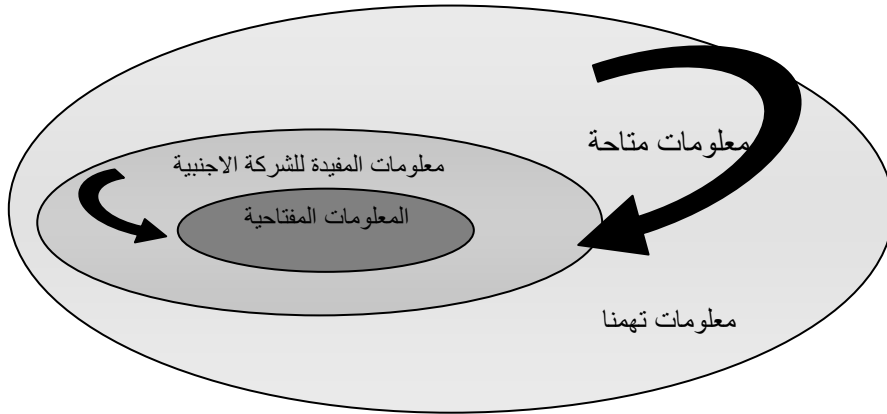 معلومات متاحة
معلومات المفيدة للشركة الاجنبية
المعلومات المفتاحية
معلومات تهمنا